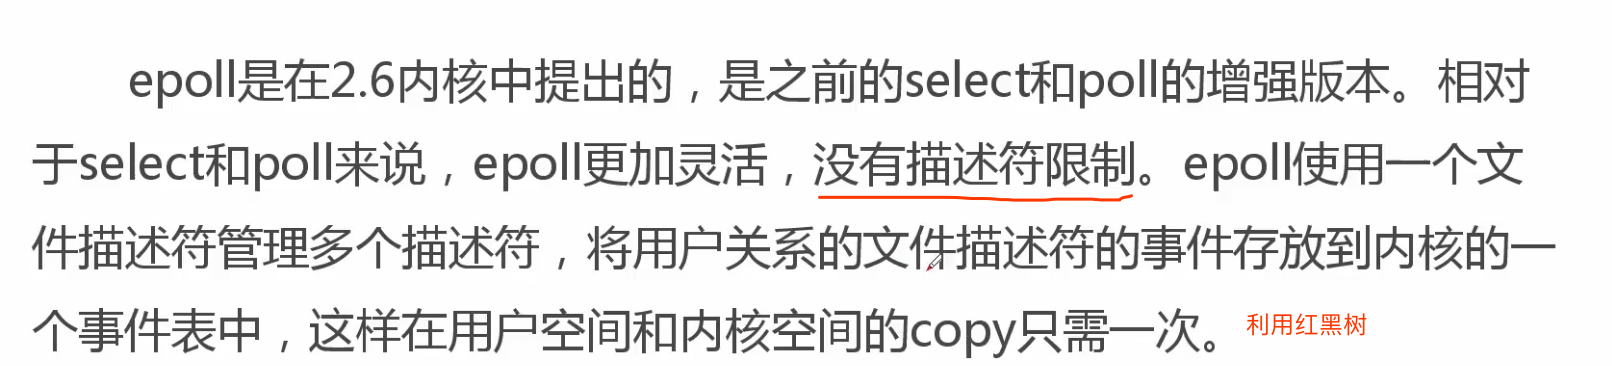 epoll是在2.6内核中提出的，是之前的select和poll的增强版本。相对
于select和poll来说，epoll更加灵活，没有描述符限制。epoll使用一个文
件描述符管理多个描述符，将用户关系的文件描述符的事件存放到内核的一
个事件表中，这样在用户空间和内核空间的copy只需一次。 利用红黑树